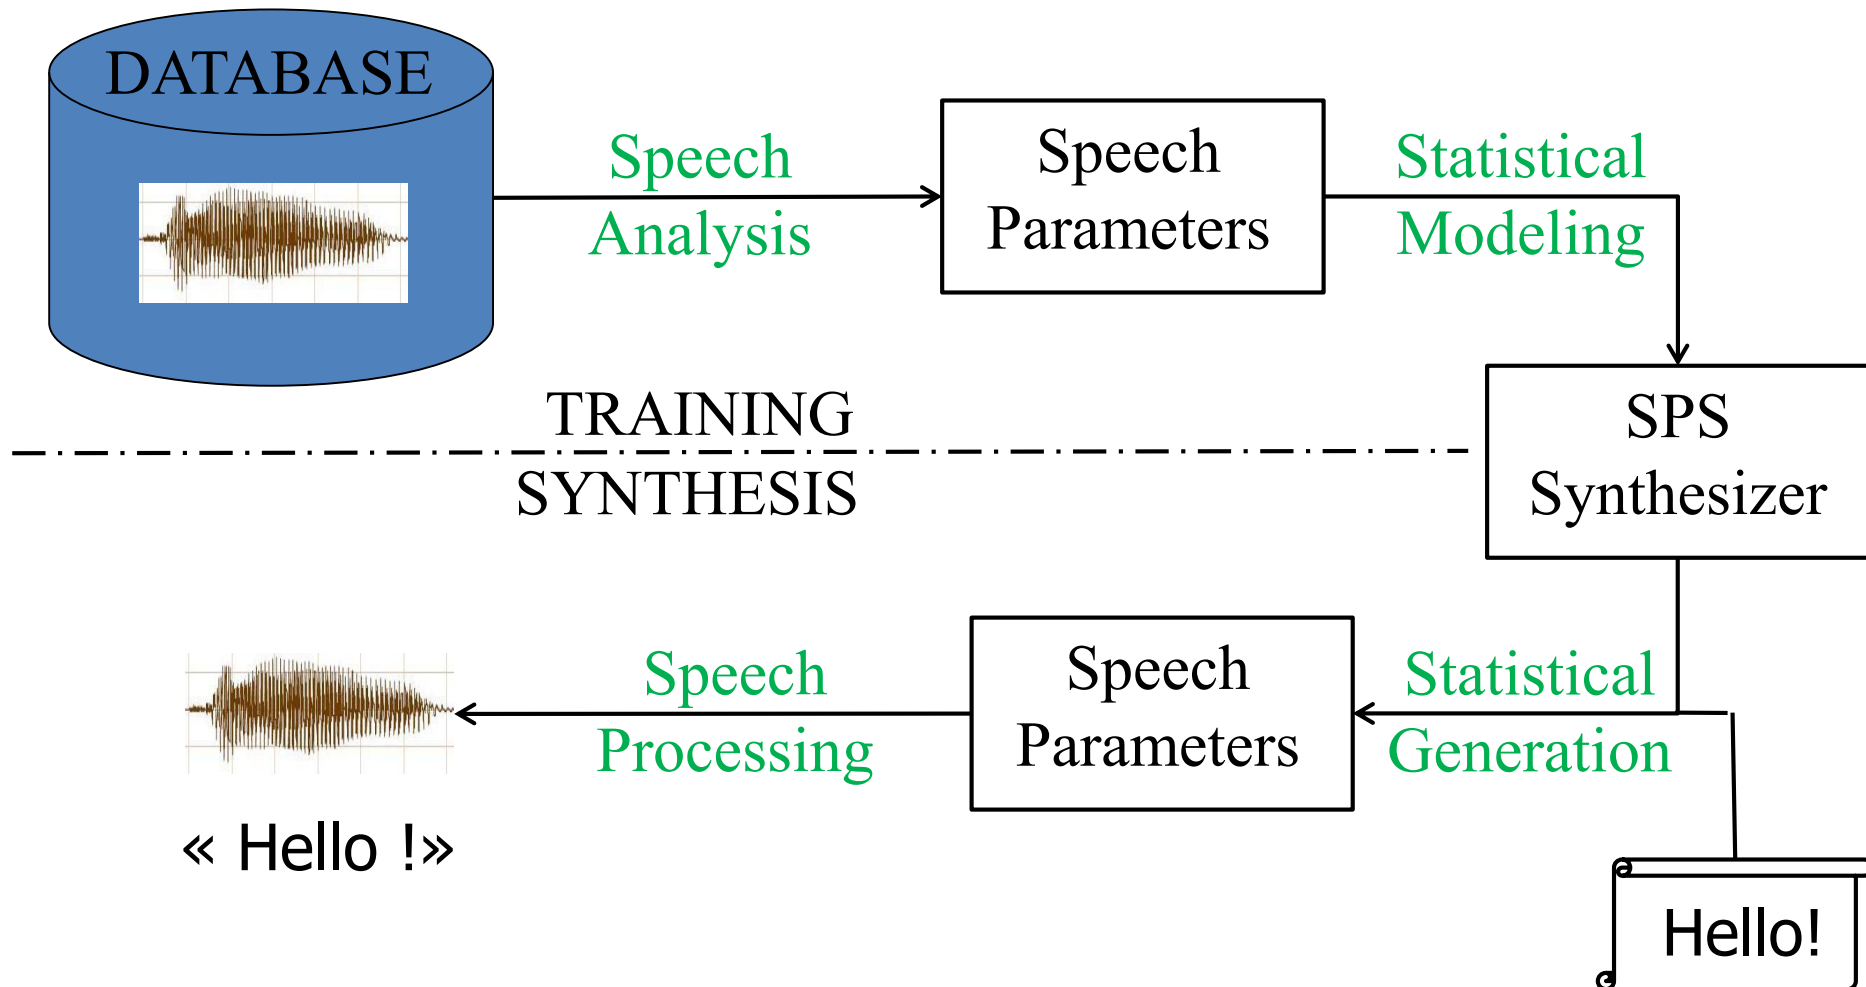 DATABASE
Speech
Analysis
Speech
Parameters
Statistical
Modeling
TRAINING
SYNTHESIS
SPS
Synthesizer
Statistical
Generation
Speech
Parameters
Speech
Processing
« Hello !»
Hello!